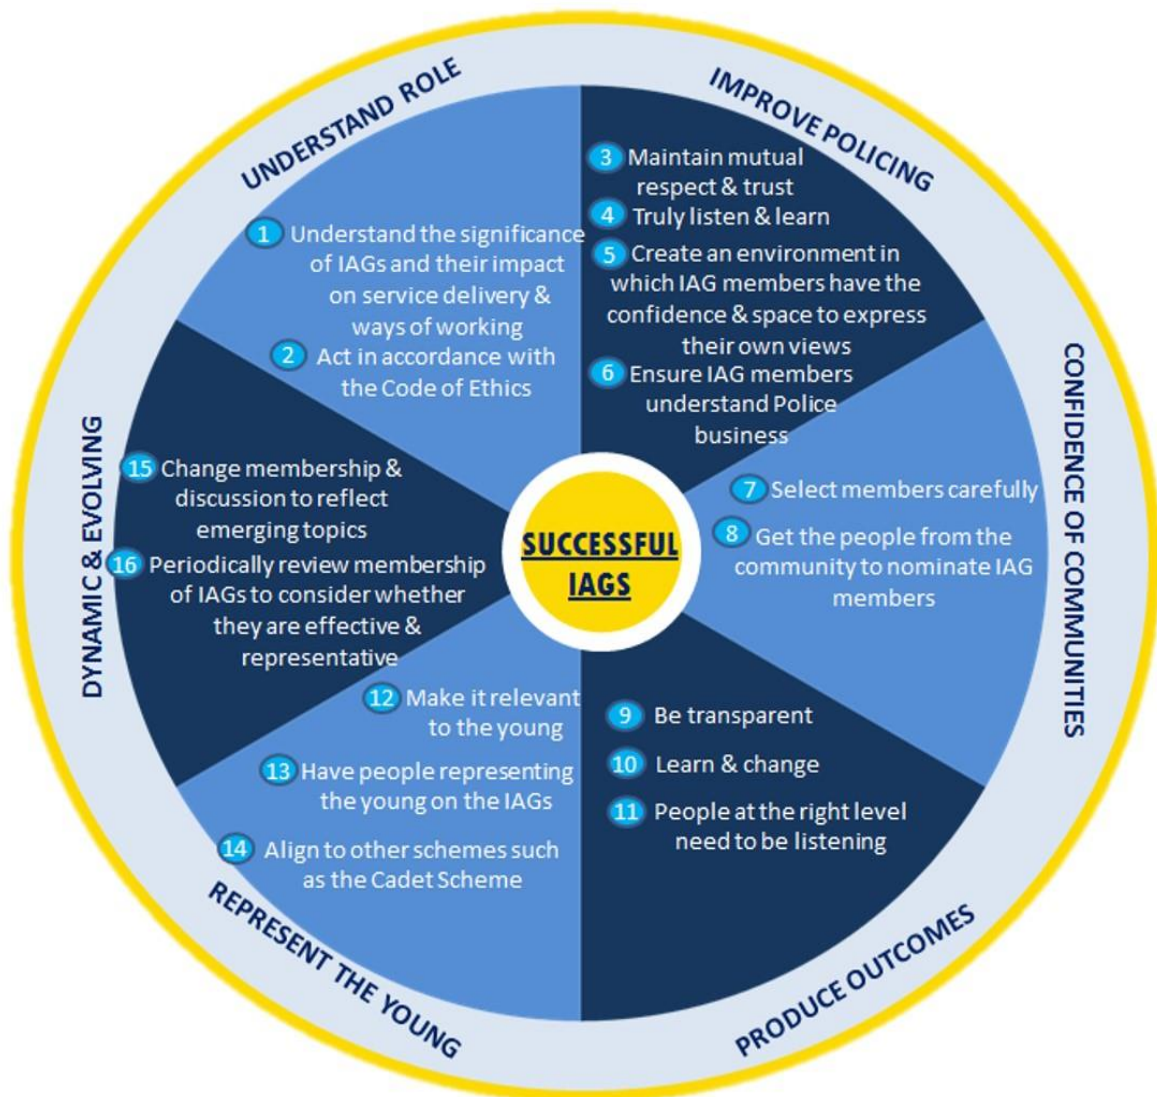 UNDERSTAND ROLE
1 Understand the significance
of IAGs and their impact
on service delivery &
ways of working
2 Act in accordance with
the Code of Ethics
IMPROVE POLICING
3 Maintain mutual
respect & trust
4 Truly listen & learn
5 Create an environment in
which IAG members have the
confidence & space to express
their own views
6 Ensure IAG members
understand Police
business
CONFIDENCE OF COMMUNITIES
7 Select members carefully
8 Get the people from the
community to nominate IAG
members
PRODUCE OUTCOMES
9 Be transparent
10 Learn & change
11 People at the right level
need to be listening
REPRESENT THE YOUNG
12 Make it relevant
to the young
13 Have people representing
the young on the IAGs
14 Align to other schemes such
as the Cadet Scheme
DYNAMIC & EVOLVING
15 Change membership &
discussion to reflect
emerging topics
16 Periodically review membership
of IAGs to consider whether
they are effective &
representative
SUCCESSFUL
IAGS